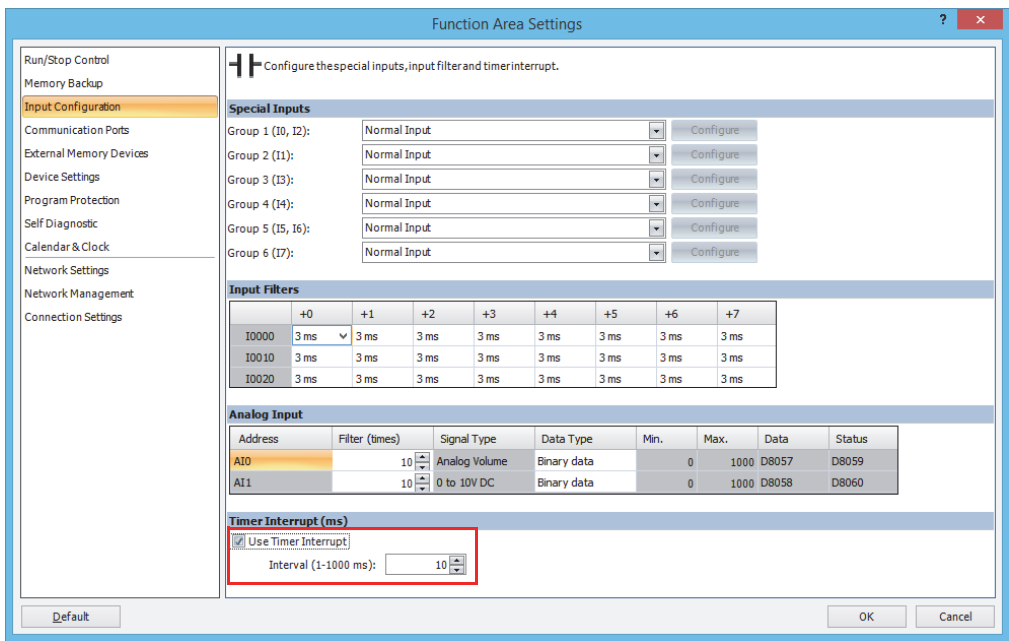 Function Area Settings
?
×
Run/Stop Control
Memory Backup
Input Configuration
Communication Ports
External Memory Devices
Device Settings
Program Protection
Self Diagnostic
Calendar & Clock
Network Settings
Network Management
Connection Settings
Configure the special inputs, input filter and timer interrupt.
Special Inputs
Group 1 (I0, I2): Normal Input Configure
Group 2 (I1): Normal Input Configure
Group 3 (I3): Normal Input Configure
Group 4 (I4): Normal Input Configure
Group 5 (I5, I6): Normal Input Configure
Group 6 (I7): Normal Input Configure
Input Filters
+0 +1 +2 +3 +4 +5 +6 +7
I0000 3 ms 3 ms 3 ms 3 ms 3 ms 3 ms 3 ms 3 ms
I0010 3 ms 3 ms 3 ms 3 ms 3 ms 3 ms 3 ms 3 ms
I0020 3 ms 3 ms 3 ms 3 ms 3 ms 3 ms 3 ms 3 ms
Analog Input
Address Filter (times) Signal Type Data Type Min. Max. Data Status
AI0 10 Analog Volume Binary data 0 1000 D8057 D8059
AI1 10 0 to 10V DC Binary data 0 1000 D8058 D8060
Timer Interrupt (ms)
Use Timer Interrupt
Interval (1-1000 ms): 10
Default OK Cancel